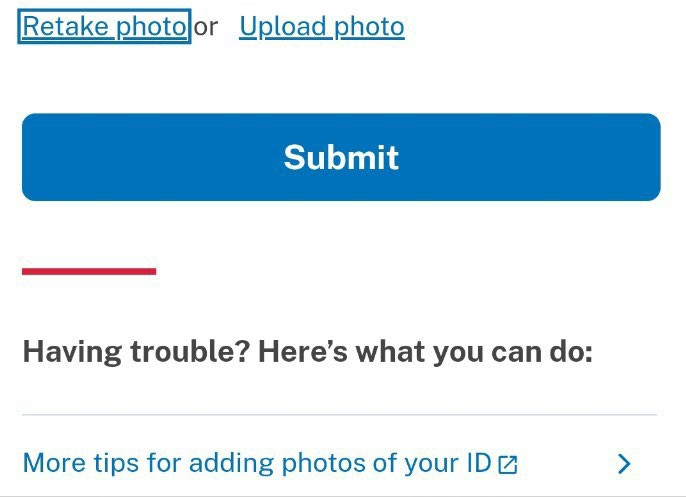 Retake photo or Upload photo
Submit
Having trouble? Here’s what you can do:
More tips for adding photos of your ID